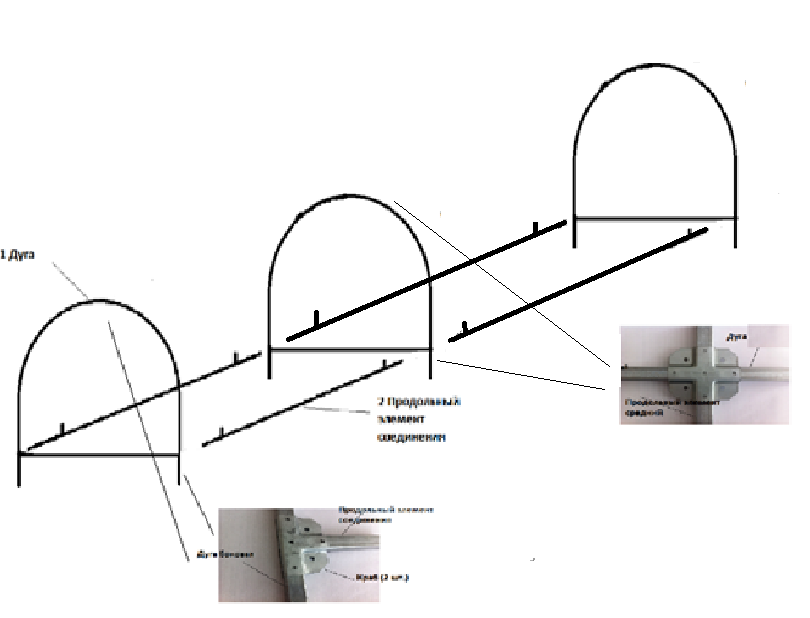 1 Дуга
2 Продольный
элемент
соединения
Дуга
Продольный элемент
средний
Продольный элемент
соединения
Дуга боковая
Краб (2 шт.)